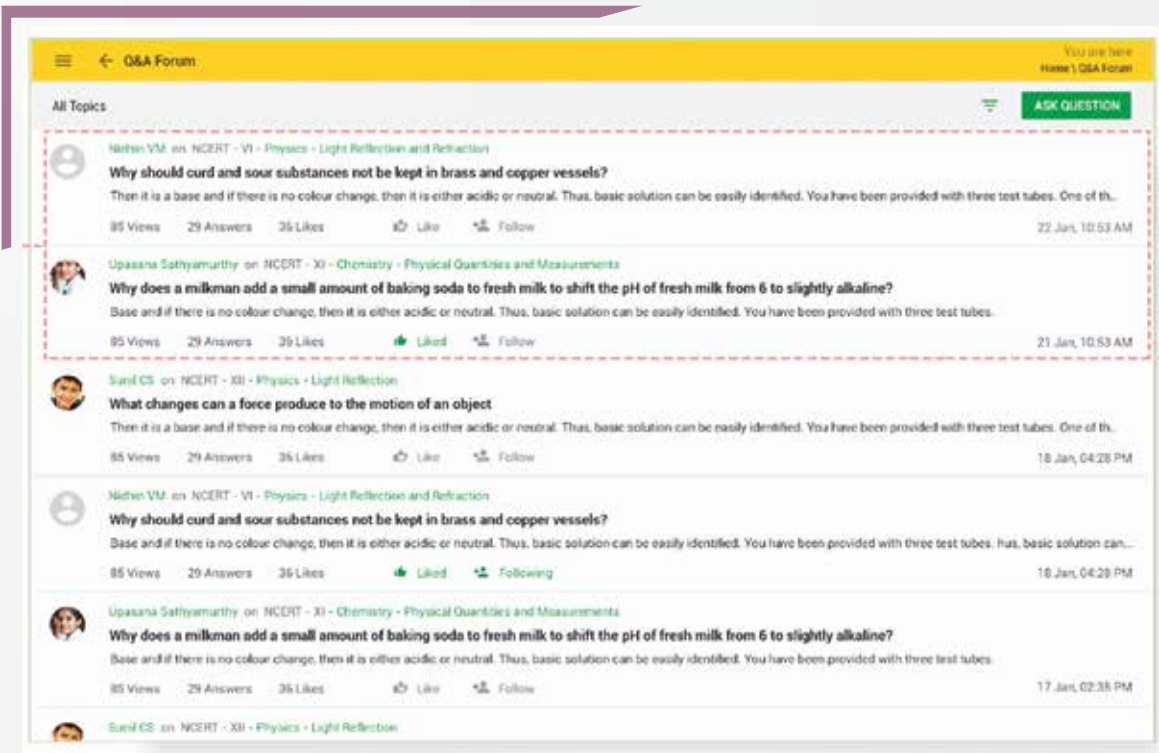 Q&A Forum
You are here
Home \ Q&A Forum
All Topics
ASK QUESTION
Nidhin VM on NCERT - VI - Physics - Light Reflection and Refraction
Why should curd and sour substances not be kept in brass and copper vessels?
Then it is a base and if there is no colour change, then it is either acidic or neutral. Thus, basic solution can be easily identified. You have been provided with three test tubes. One of th..
85 Views 29 Answers 36 Likes Like Follow 22 Jan, 10:53 AM
Upasana Sathyamurthy on NCERT - XI - Chemistry - Physical Quantities and Measurements
Why does a milkman add a small amount of baking soda to fresh milk to shift the pH of fresh milk from 6 to slightly alkaline?
Base and if there is no colour change, then it is either acidic or neutral. Thus, basic solution can be easily identified. You have been provided with three test tubes.
85 Views 29 Answers 36 Likes Liked Follow 21 Jan, 10:53 AM
Sunil CS on NCERT - XII - Physics - Light Reflection
What changes can a force produce to the motion of an object
Then it is a base and if there is no colour change, then it is either acidic or neutral. Thus, basic solution can be easily identified. You have been provided with three test tubes. One of th..
85 Views 29 Answers 36 Likes Like Follow 18 Jan, 04:28 PM
Nidhin VM on NCERT - VI - Physics - Light Reflection and Refraction
Why should curd and sour substances not be kept in brass and copper vessels?
Base and if there is no colour change, then it is either acidic or neutral. Thus, basic solution can be easily identified. You have been provided with three test tubes. hus, basic solution can...
85 Views 29 Answers 36 Likes Liked Following 18 Jan, 04:28 PM
Upasana Sathyamurthy on NCERT - XI - Chemistry - Physical Quantities and Measurements
Why does a milkman add a small amount of baking soda to fresh milk to shift the pH of fresh milk from 6 to slightly alkaline?
Base and if there is no colour change, then it is either acidic or neutral. Thus, basic solution can be easily identified. You have been provided with three test tubes.
85 Views 29 Answers 36 Likes Like Follow 17 Jan, 02:38 PM
Sunil CS on NCERT - XII - Physics - Light Reflection